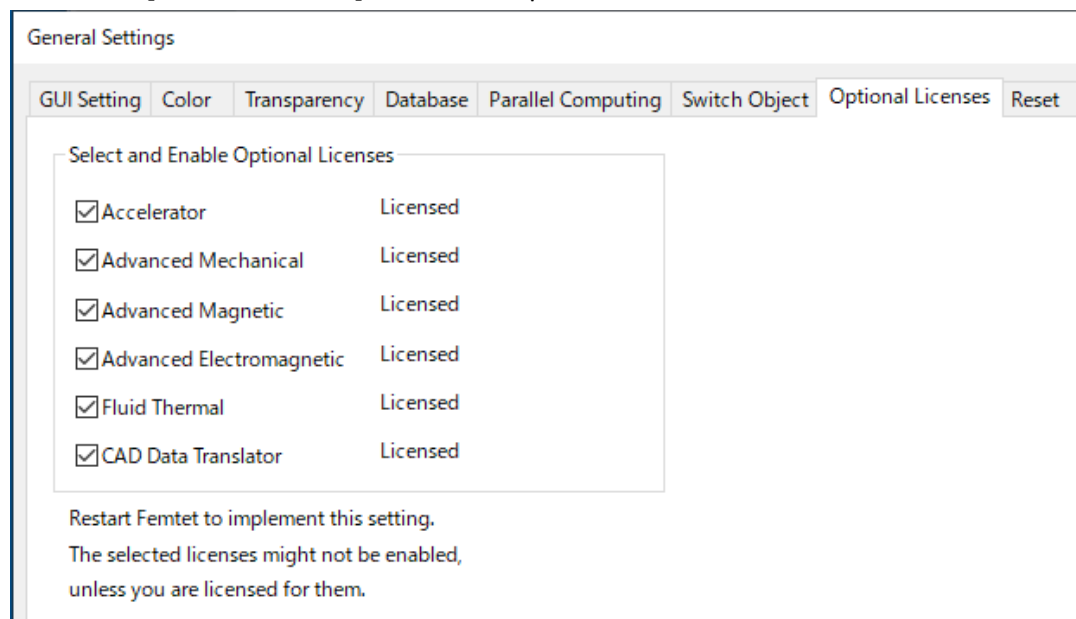 General Settings
GUI Setting Color Transparency Database Parallel Computing Switch Object Optional Licenses Reset
Select and Enable Optional Licenses
Accelerator Licensed
Advanced Mechanical Licensed
Advanced Magnetic Licensed
Advanced Electromagnetic Licensed
Fluid Thermal Licensed
CAD Data Translator Licensed
Restart Femtet to implement this setting.
The selected licenses might not be enabled,
unless you are licensed for them.